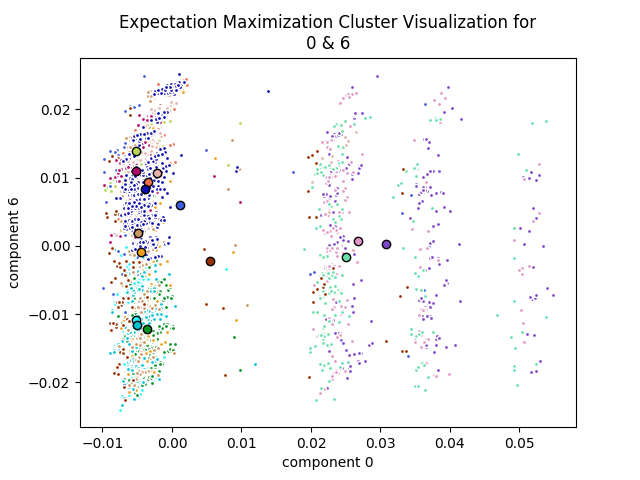 Expectation Maximization Cluster Visualization for
0 & 6
component 6
0.02
0.01
0.00
−0.01
−0.02
−0.01 0.00 0.01 0.02 0.03 0.04 0.05
component 0